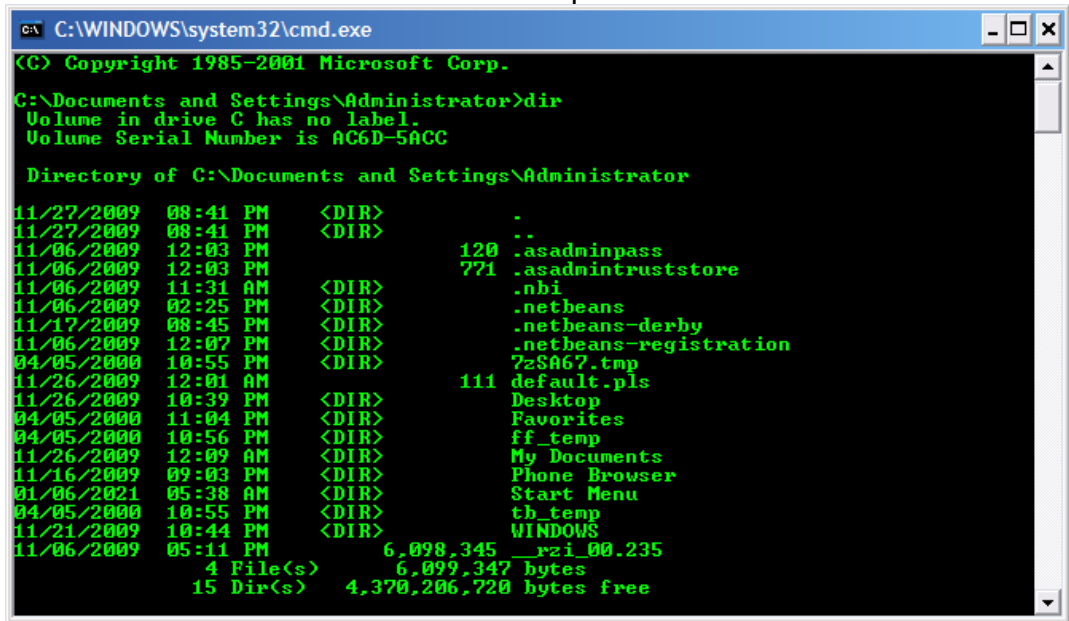 C:\WINDOWS\system32\cmd.exe
(C) Copyright 1985-2001 Microsoft Corp.
C:\Documents and Settings\Administrator>dir
Volume in drive C has no label.
Volume Serial Number is AC6D-5ACC
Directory of C:\Documents and Settings\Administrator
11/27/2009 08:41 PM <DIR> .
11/27/2009 08:41 PM <DIR> ..
11/06/2009 12:03 PM 120 .asadminpass
11/06/2009 12:03 PM 771 .asadmintruststore
11/06/2009 11:31 AM <DIR> .nbi
11/06/2009 02:25 PM <DIR> .netbeans
11/17/2009 08:45 PM <DIR> .netbeans-derby
11/06/2009 12:07 PM <DIR> .netbeans-registration
04/05/2000 10:55 PM <DIR> 7zSA67.tmp
11/26/2009 12:01 AM 111 default.pls
11/26/2009 10:39 PM <DIR> Desktop
04/05/2000 11:04 PM <DIR> Favorites
04/05/2000 10:56 PM <DIR> ff_temp
11/26/2009 12:09 AM <DIR> My Documents
11/16/2009 09:03 PM <DIR> Phone Browser
01/06/2021 05:38 AM <DIR> Start Menu
04/05/2000 10:55 PM <DIR> tb_temp
11/21/2009 10:44 PM <DIR> WINDOWS
11/06/2009 05:11 PM 6,098,345 __rzi_00.235
4 File(s) 6,099,347 bytes
15 Dir(s) 4,370,206,720 bytes free